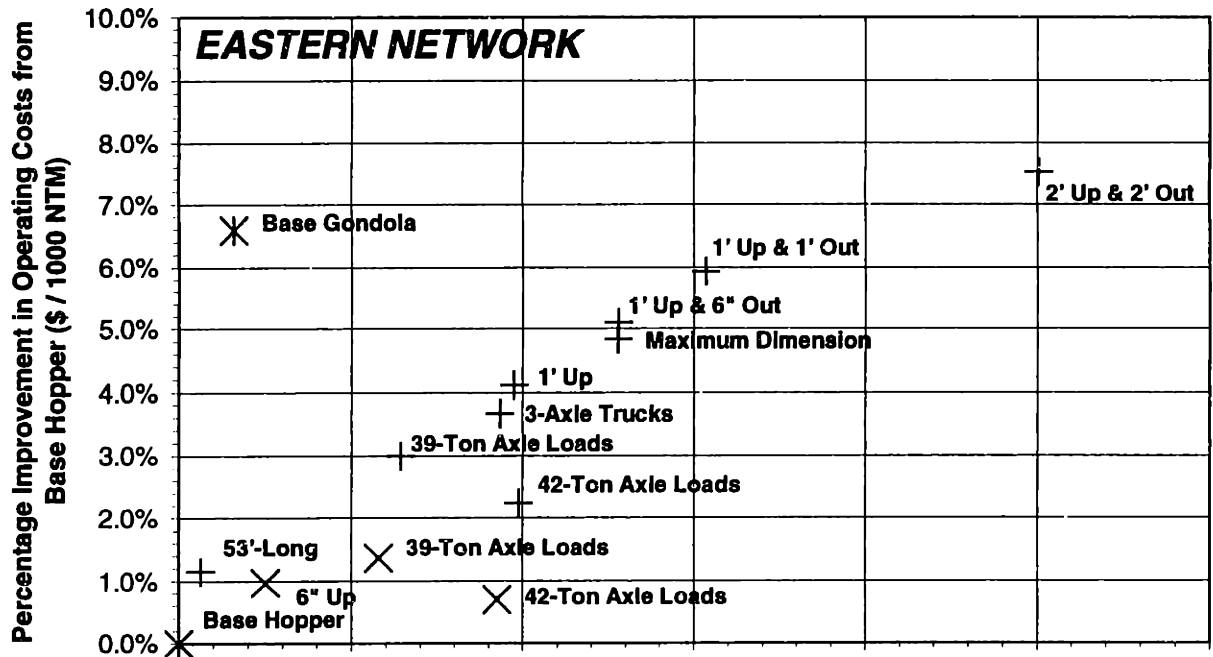 Percentage Improvement in Operating Costs from
Base Hopper ($ / 1000 NTM)
10.0%
9.0%
8.0%
7.0%
6.0%
5.0%
4.0%
3.0%
2.0%
1.0%
0.0%
EASTERN NETWORK
2' Up & 2' Out
Base Gondola
1' Up & 1' Out
1' Up & 6" Out
Maximum Dimension
1' Up
3-Axle Trucks
39-Ton Axle Loads
42-Ton Axle Loads
53'-Long
39-Ton Axle Loads
6" Up
42-Ton Axle Loads
Base Hopper